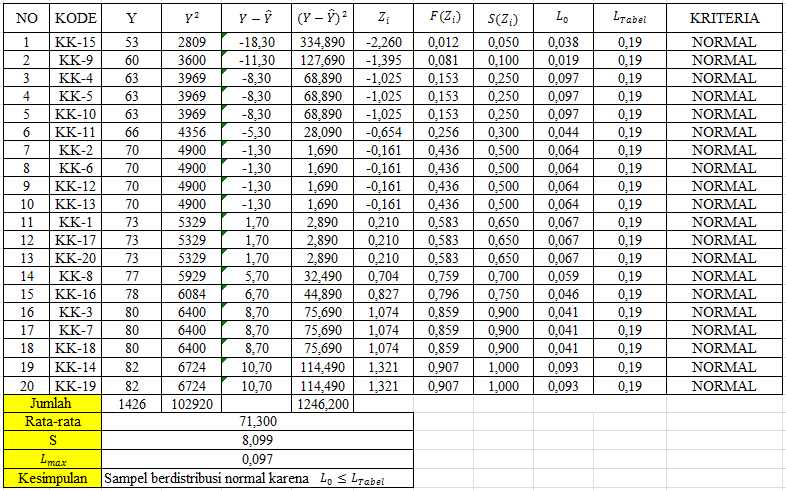 NO KODE Y Y² Y − Ŷ (Y − Ŷ)² Zᵢ F(Zᵢ) S(Zᵢ) L₀ L_Tabel KRITERIA
1 KK-15 53 2809 -18,30 334,890 -2,260 0,012 0,050 0,038 0,19 NORMAL
2 KK-9 60 3600 -11,30 127,690 -1,395 0,081 0,100 0,019 0,19 NORMAL
3 KK-4 63 3969 -8,30 68,890 -1,025 0,153 0,250 0,097 0,19 NORMAL
4 KK-5 63 3969 -8,30 68,890 -1,025 0,153 0,250 0,097 0,19 NORMAL
5 KK-10 63 3969 -8,30 68,890 -1,025 0,153 0,250 0,097 0,19 NORMAL
6 KK-11 66 4356 -5,30 28,090 -0,654 0,256 0,300 0,044 0,19 NORMAL
7 KK-2 70 4900 -1,30 1,690 -0,161 0,436 0,500 0,064 0,19 NORMAL
8 KK-6 70 4900 -1,30 1,690 -0,161 0,436 0,500 0,064 0,19 NORMAL
9 KK-12 70 4900 -1,30 1,690 -0,161 0,436 0,500 0,064 0,19 NORMAL
10 KK-13 70 4900 -1,30 1,690 -0,161 0,436 0,500 0,064 0,19 NORMAL
11 KK-1 73 5329 1,70 2,890 0,210 0,583 0,650 0,067 0,19 NORMAL
12 KK-17 73 5329 1,70 2,890 0,210 0,583 0,650 0,067 0,19 NORMAL
13 KK-20 73 5329 1,70 2,890 0,210 0,583 0,650 0,067 0,19 NORMAL
14 KK-8 77 5929 5,70 32,490 0,704 0,759 0,700 0,059 0,19 NORMAL
15 KK-16 78 6084 6,70 44,890 0,827 0,796 0,750 0,046 0,19 NORMAL
16 KK-3 80 6400 8,70 75,690 1,074 0,859 0,900 0,041 0,19 NORMAL
17 KK-7 80 6400 8,70 75,690 1,074 0,859 0,900 0,041 0,19 NORMAL
18 KK-18 80 6400 8,70 75,690 1,074 0,859 0,900 0,041 0,19 NORMAL
19 KK-14 82 6724 10,70 114,490 1,321 0,907 1,000 0,093 0,19 NORMAL
20 KK-19 82 6724 10,70 114,490 1,321 0,907 1,000 0,093 0,19 NORMAL
Jumlah 1426 102920 1246,200
Rata-rata 71,300
S 8,099
L_max 0,097
Kesimpulan Sampel berdistribusi normal karena L₀ ≤ L_Tabel